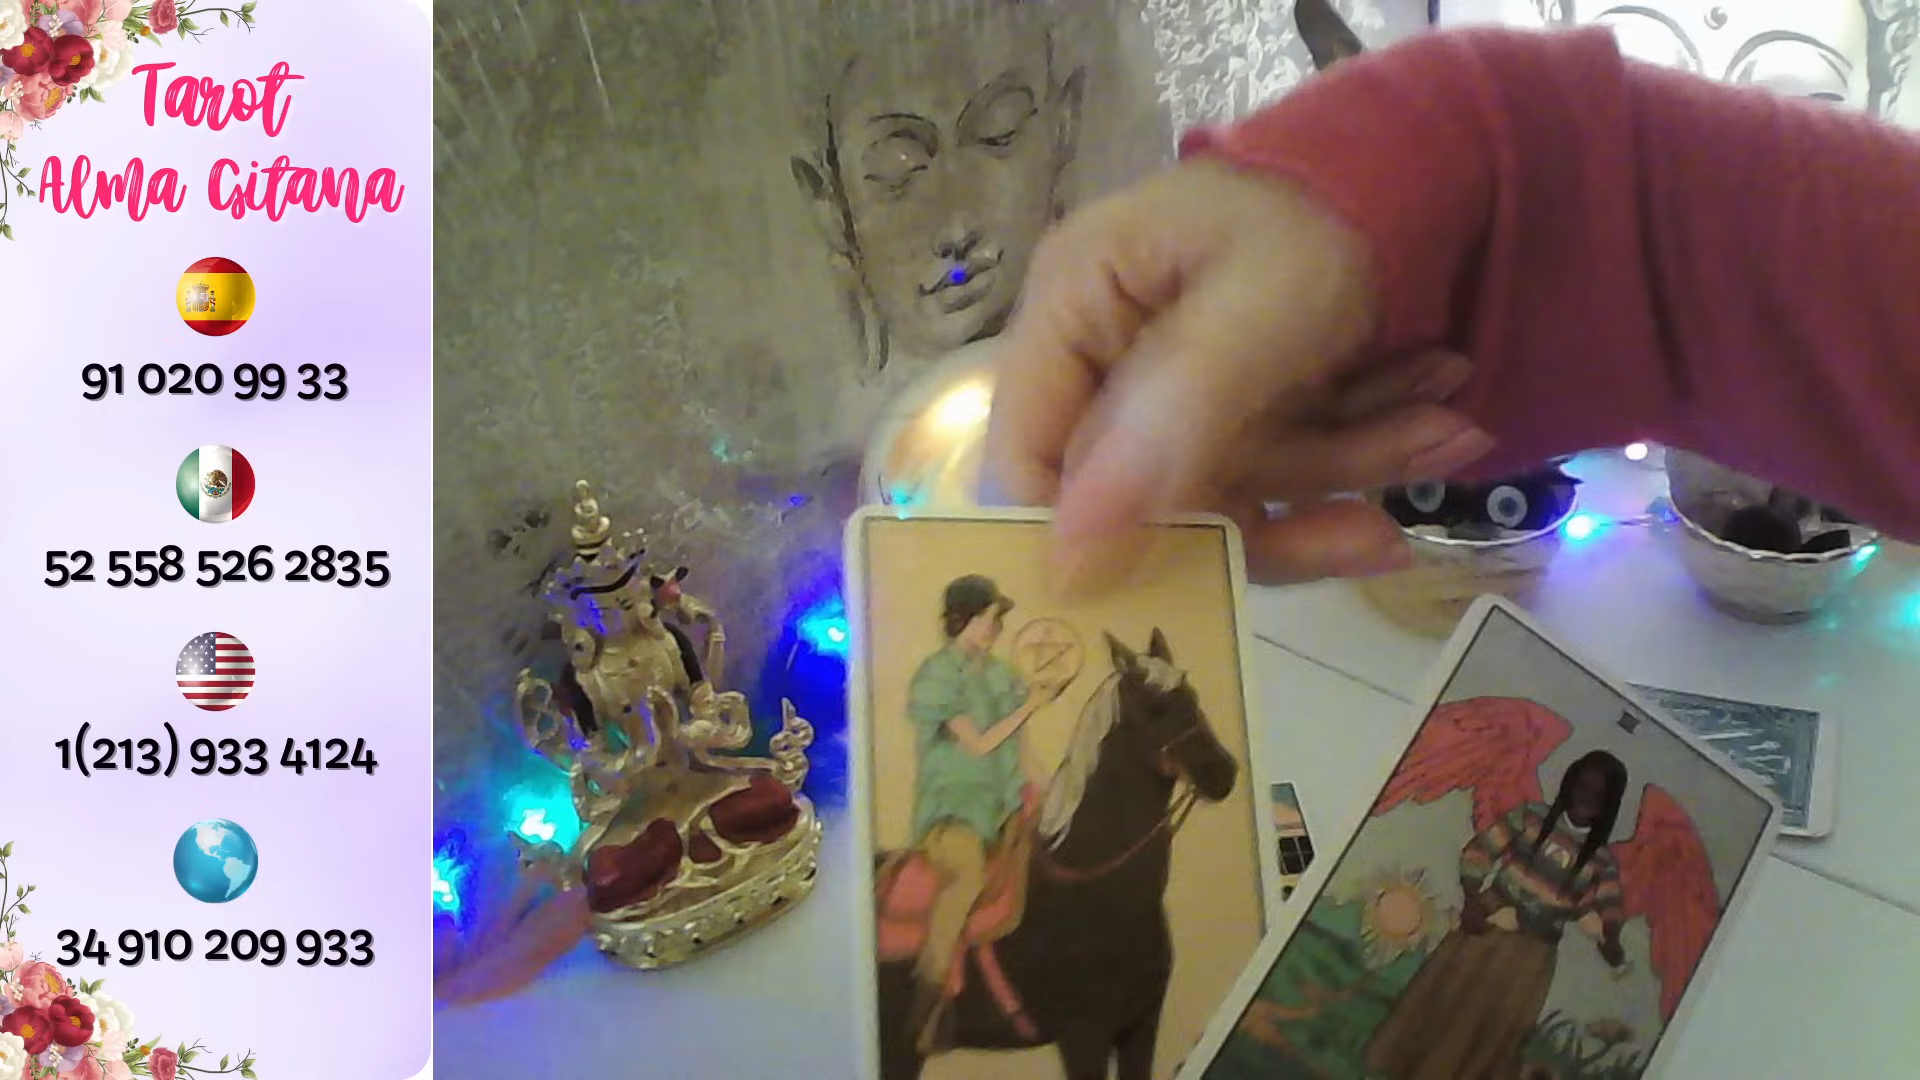 Tarot
Alma Gitana
91 020 99 33
52 558 526 2835
1(213) 933 4124
34 910 209 933